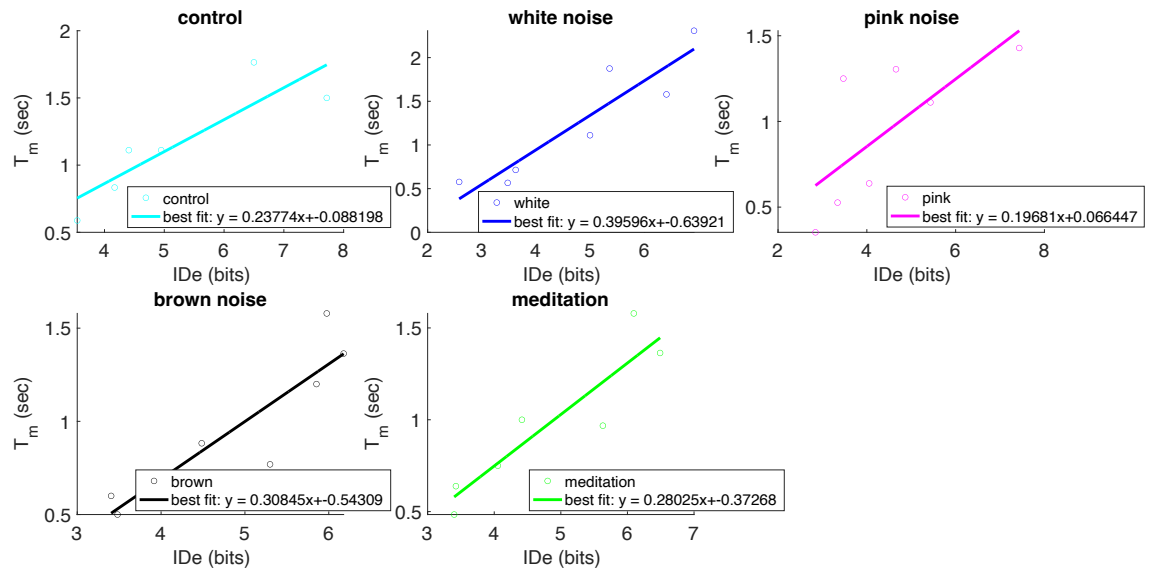 control
2
1.5
1
0.5
T_m (sec)
4
5
6
7
8
IDe (bits)
control
best fit: y = 0.23774x+-0.088198
white noise
2
1.5
1
0.5
0
T_m (sec)
2
3
4
5
6
7
IDe (bits)
white
best fit: y = 0.39596x+-0.63921
pink noise
1.5
1
0.5
T_m (sec)
2
4
6
8
IDe (bits)
pink
best fit: y = 0.19681x+0.066447
brown noise
1.5
1
0.5
T_m (sec)
3
4
5
6
IDe (bits)
brown
best fit: y = 0.30845x+-0.54309
meditation
1.5
1
0.5
T_m (sec)
3
4
5
6
7
IDe (bits)
meditation
best fit: y = 0.28025x+-0.37268